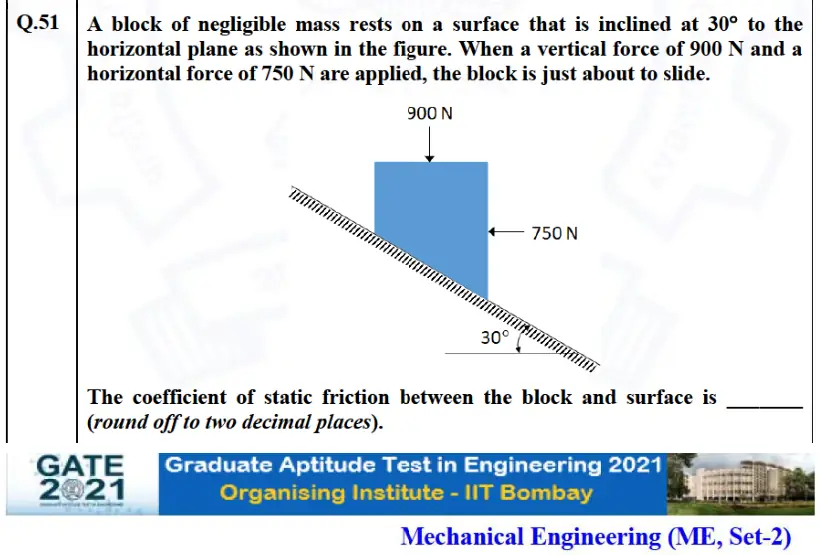 Q.51 A block of negligible mass rests on a surface that is inclined at 30° to the
horizontal plane as shown in the figure. When a vertical force of 900 N and a
horizontal force of 750 N are applied, the block is just about to slide.
900 N
750 N
30°
The coefficient of static friction between the block and surface is ________
(round off to two decimal places).
GATE
2021
Graduate Aptitude Test in Engineering 2021
Organising Institute - IIT Bombay
Mechanical Engineering (ME, Set-2)